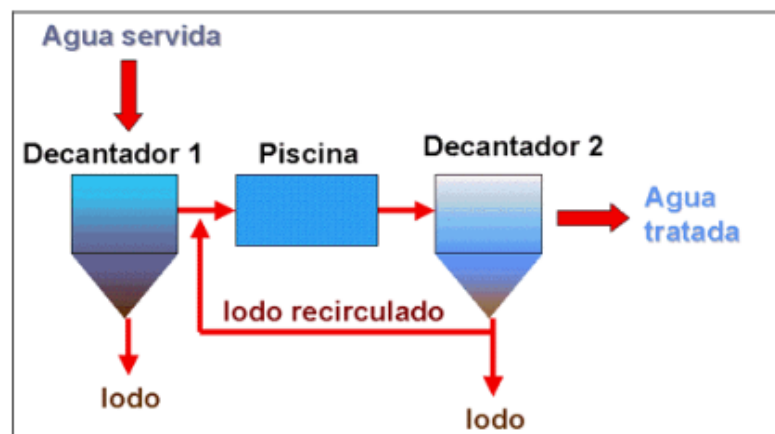 Agua servida
Decantador 1
Piscina
Decantador 2
Agua
tratada
lodo recirculado
lodo
lodo